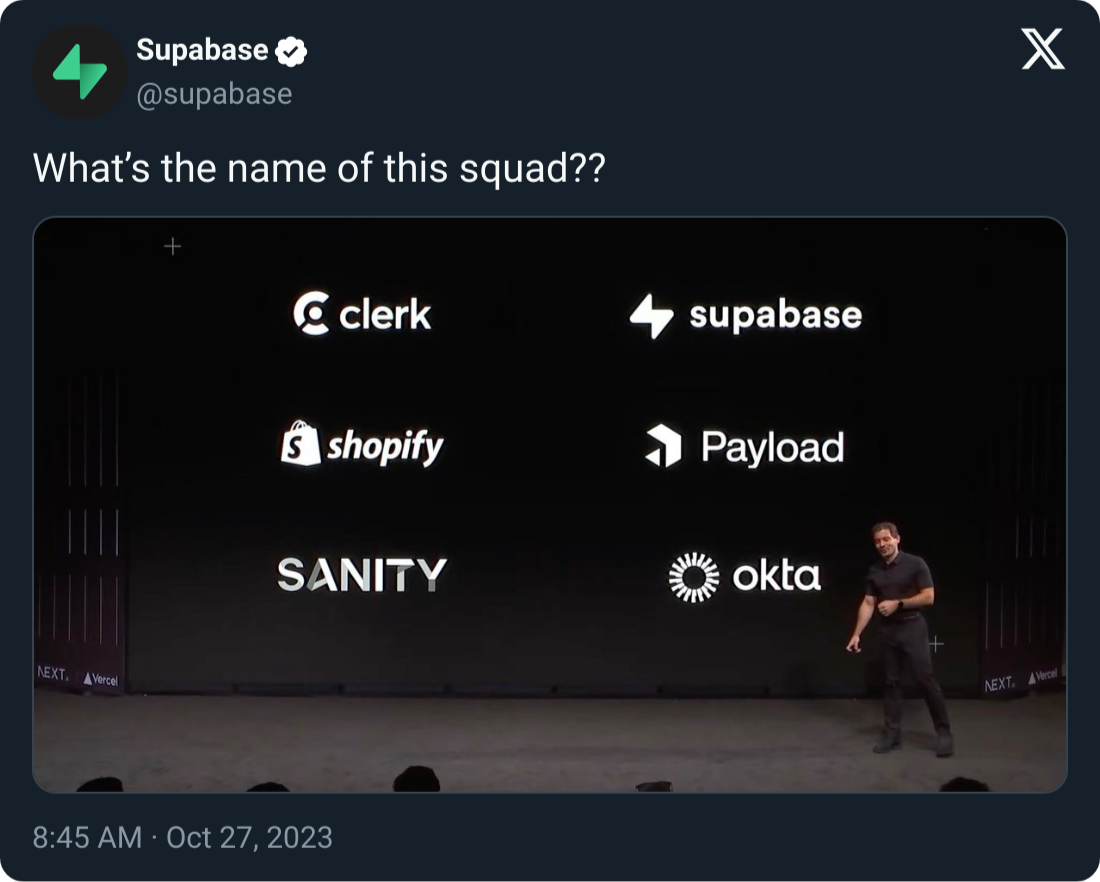 Supabase
@supabase
What's the name of this squad??
clerk
supabase
shopify
Payload
SANITY
okta
NEXT.
Vercel
NEXT.
Vercel
8:45 AM · Oct 27, 2023